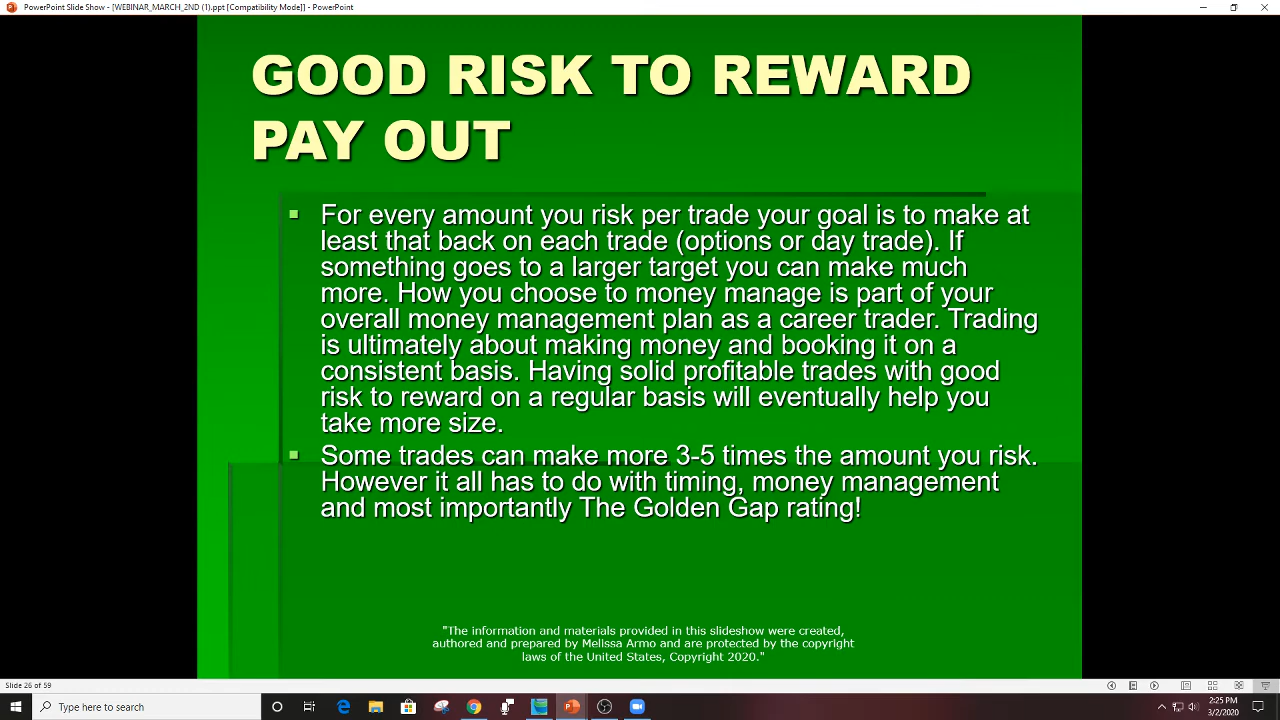 PowerPoint Slide Show - [WEBINAR_MARCH_2ND (1).ppt [Compatibility Mode]] - PowerPoint
GOOD RISK TO REWARD
PAY OUT
For every amount you risk per trade your goal is to make at
least that back on each trade (options or day trade). If
something goes to a larger target you can make much
more. How you choose to money manage is part of your
overall money management plan as a career trader. Trading
is ultimately about making money and booking it on a
consistent basis. Having solid profitable trades with good
risk to reward on a regular basis will eventually help you
take more size.
Some trades can make more 3-5 times the amount you risk.
However it all has to do with timing, money management
and most importantly The Golden Gap rating!
"The information and materials provided in this slideshow were created,
authored and prepared by Melissa Armo and are protected by the copyright
laws of the United States, Copyright 2020."
Slide 26 of 59
Type here to search
2:25 PM
3/2/2020